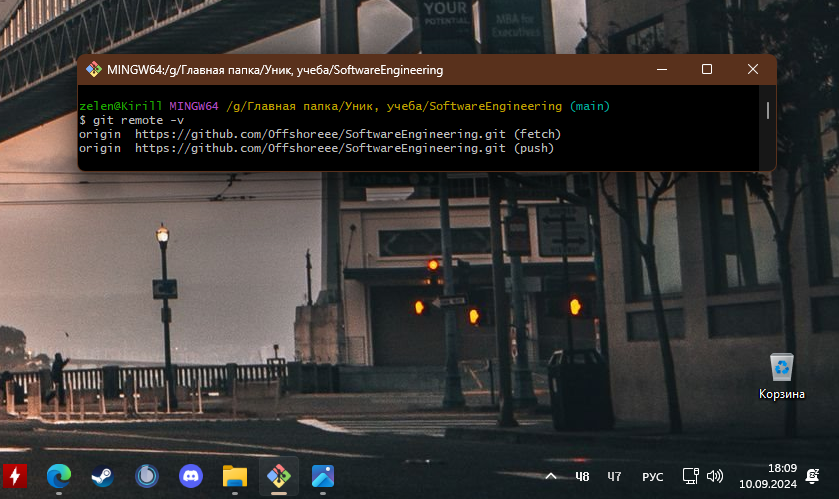 YOUR
POTENTIAL
MBA for
Executives
MINGW64:/g/Главная папка/Уник, учеба/SoftwareEngineering
zelen@Kirill MINGW64 /g/Главная папка/Уник, учеба/SoftwareEngineering (main)
$ git remote -v
origin  https://github.com/Offshoreee/SoftwareEngineering.git (fetch)
origin  https://github.com/Offshoreee/SoftwareEngineering.git (push)
Корзина
Ч8
Ч7
РУС
18:09
10.09.2024